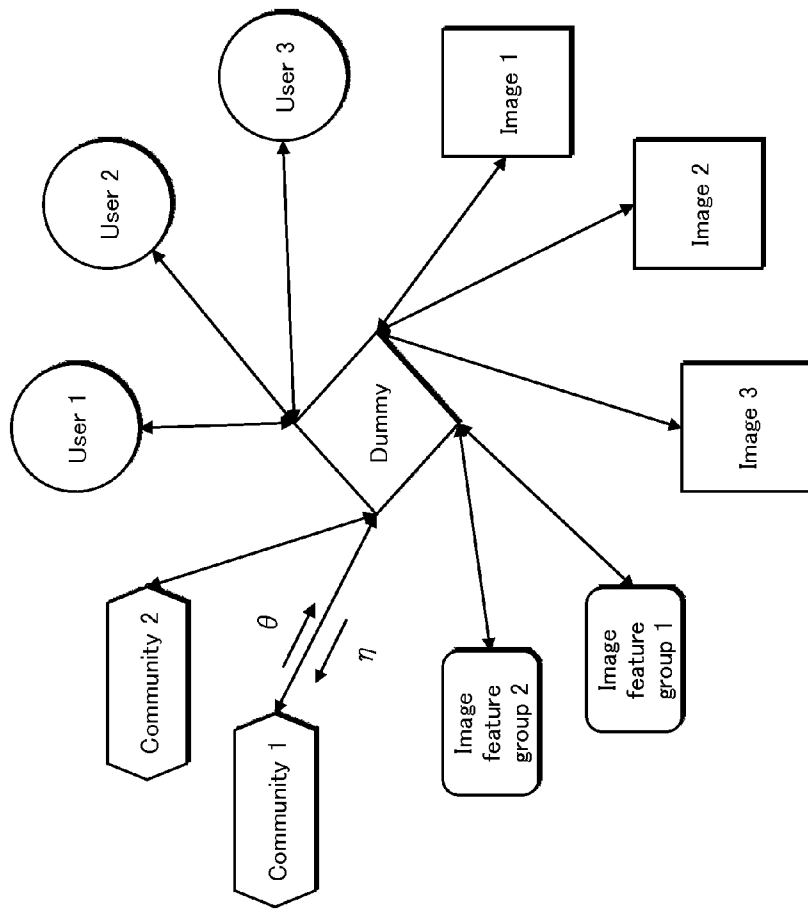 Community 1
Community 2
User 1
User 2
User 3
θ
η
Dummy
Image
feature
group 2
Image
feature
group 1
Image 3
Image 2
Image 1